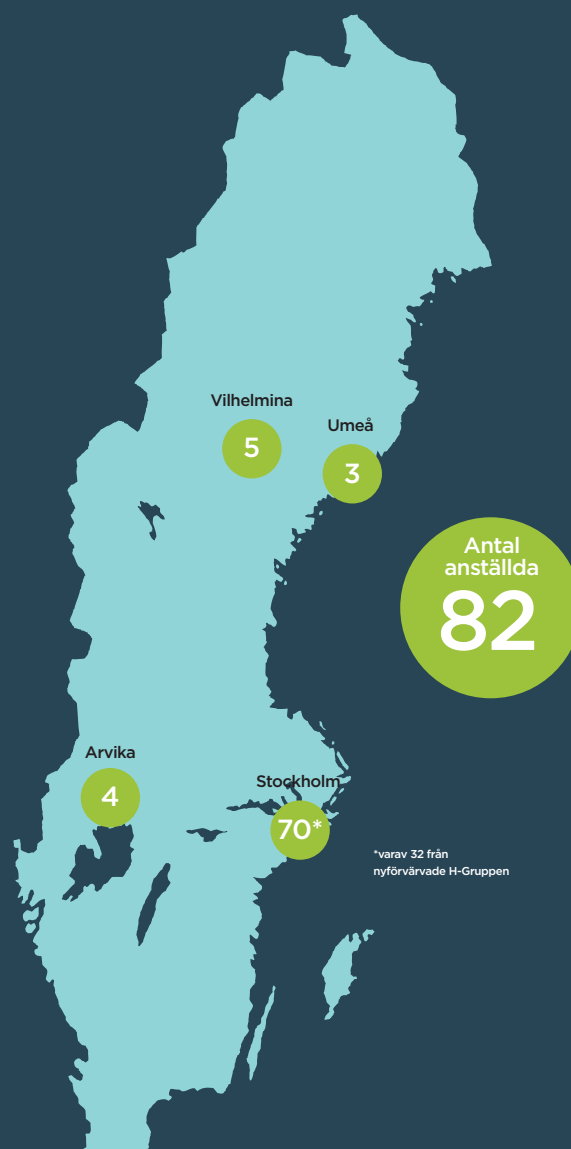 Vilhelmina
5
Umeå
3
Antal
anställda
82
Arvika
4
Stockholm
70*
*varav 32 från
nyförvärvade H-Gruppen